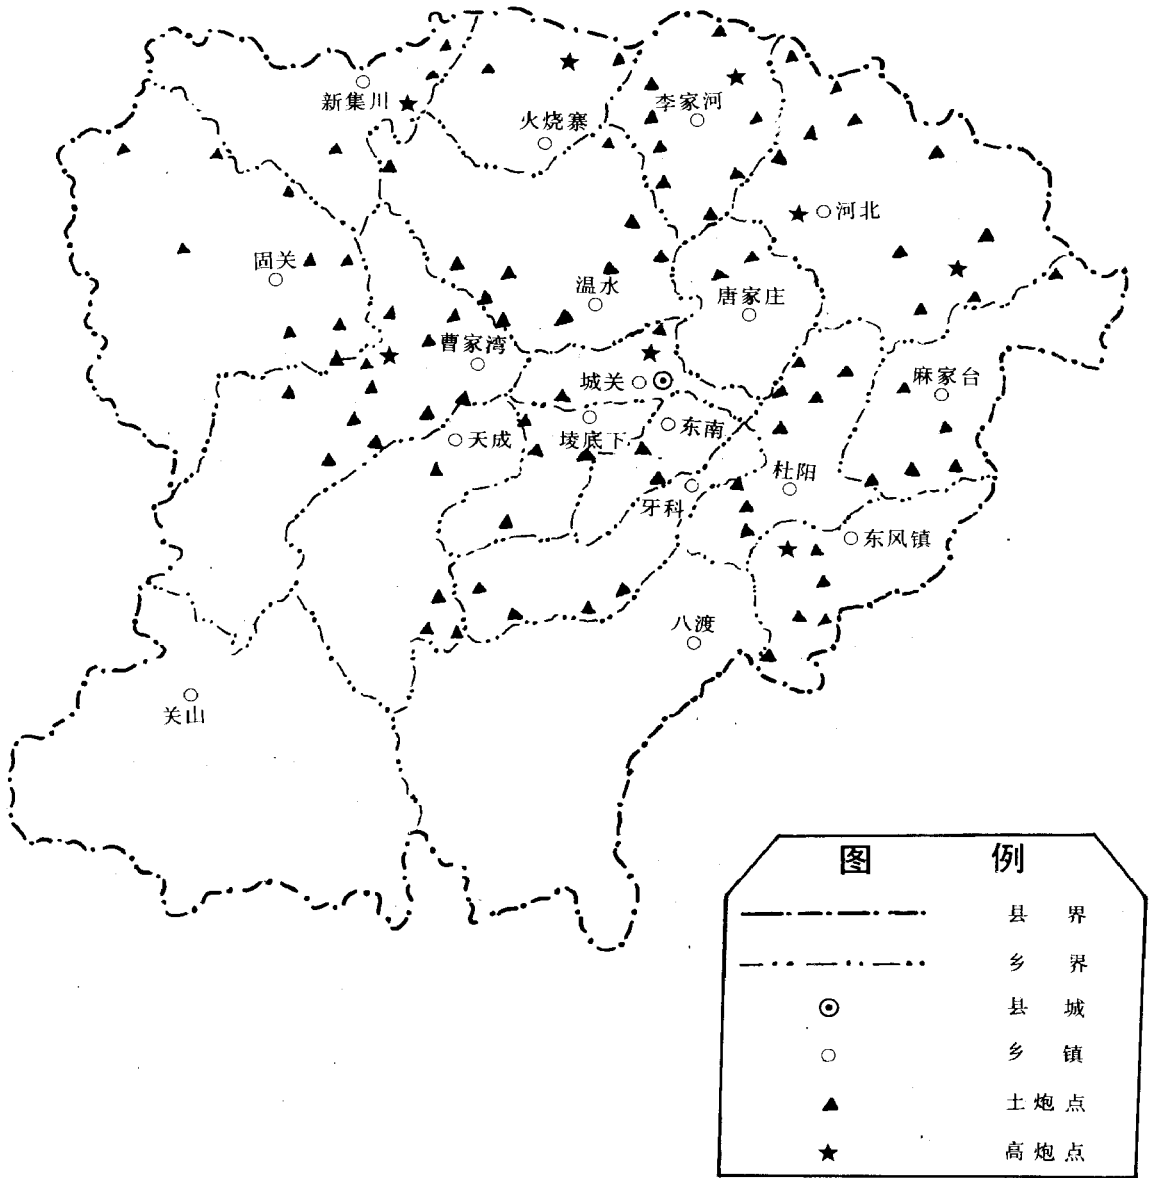 新集川
火烧寨
李家河
河北
固关
温水
唐家庄
曹家湾
城关
麻家台
天成
堎底下
东南
杜阳
牙科
东风镇
八渡
关山
图 例
县 界
乡 界
县 城
乡 镇
土炮点
高炮点